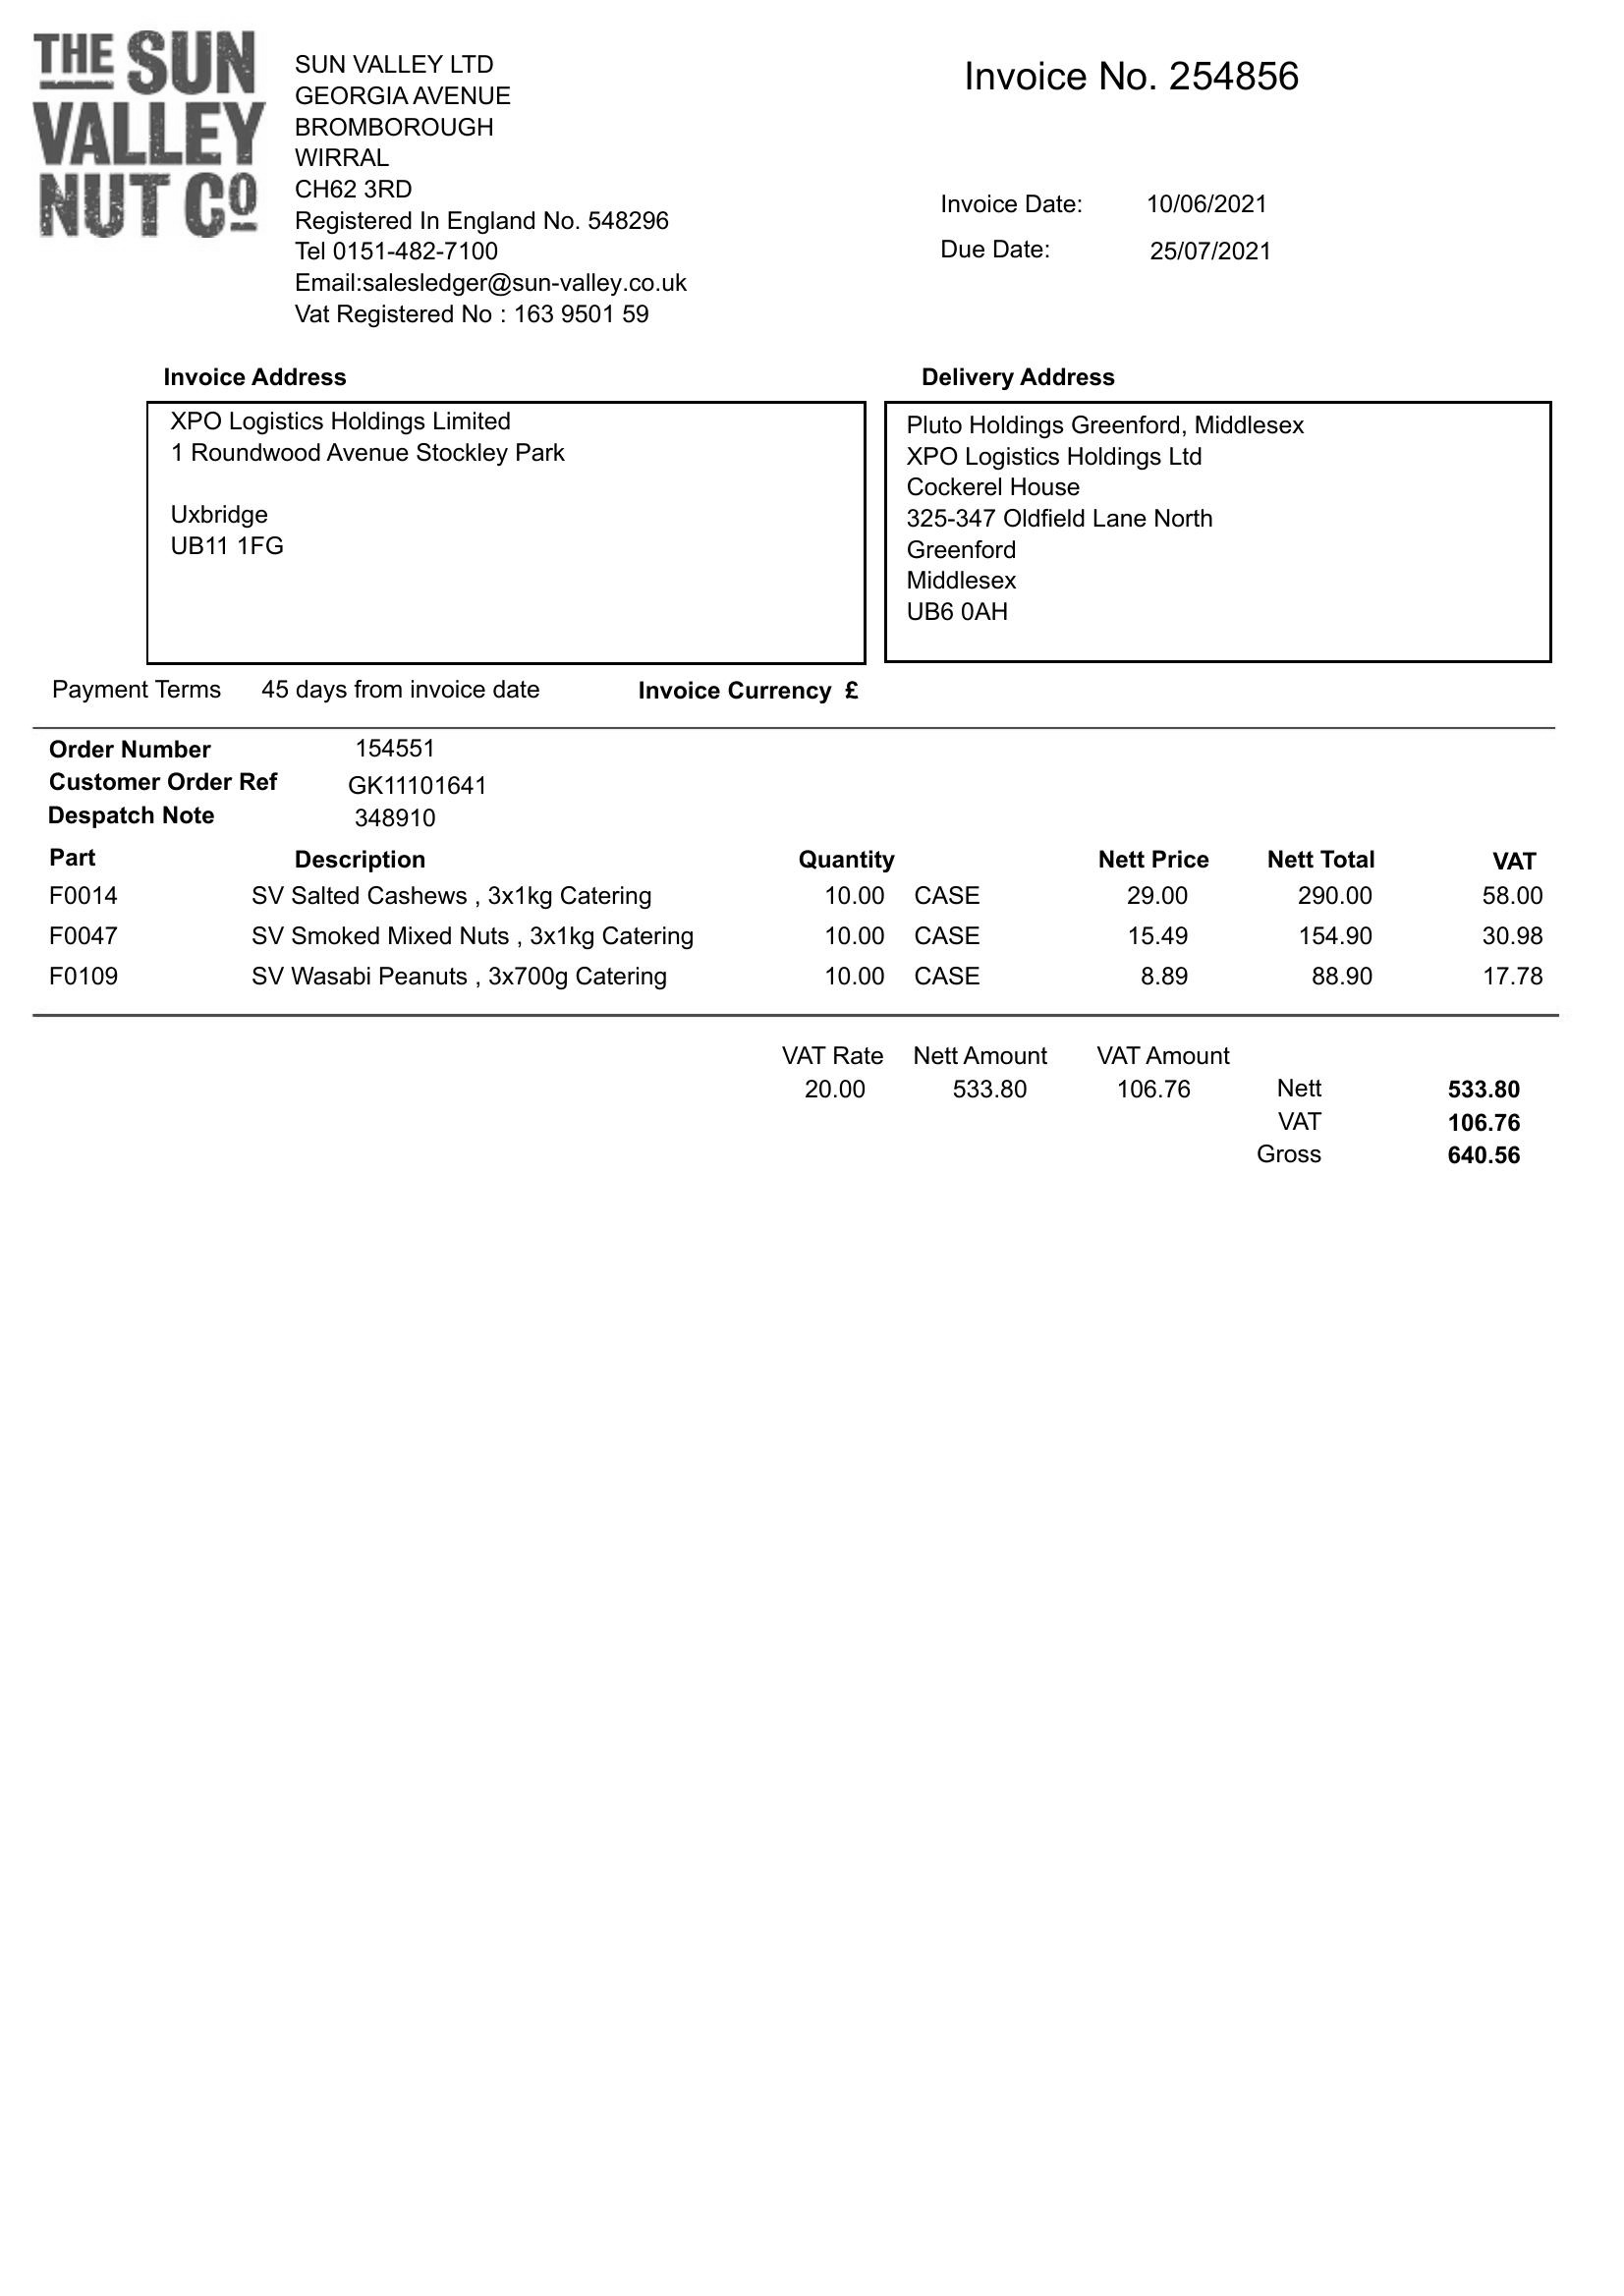 THE SUN
VALLEY
NUT Cº
SUN VALLEY LTD
GEORGIA AVENUE
BROMBOROUGH
WIRRAL
CH62 3RD
Registered In England No. 548296
Tel 0151-482-7100
Email:salesledger@sun-valley.co.uk
Vat Registered No : 163 9501 59
Invoice No. 254856
Invoice Date: 10/06/2021
Due Date: 25/07/2021
Invoice Address
XPO Logistics Holdings Limited
1 Roundwood Avenue Stockley Park
Uxbridge
UB11 1FG
Delivery Address
Pluto Holdings Greenford, Middlesex
XPO Logistics Holdings Ltd
Cockerel House
325-347 Oldfield Lane North
Greenford
Middlesex
UB6 0AH
Payment Terms 45 days from invoice date Invoice Currency £
Order Number 154551
Customer Order Ref GK11101641
Despatch Note 348910
Part Description Quantity Nett Price Nett Total VAT
F0014 SV Salted Cashews , 3x1kg Catering 10.00 CASE 29.00 290.00 58.00
F0047 SV Smoked Mixed Nuts , 3x1kg Catering 10.00 CASE 15.49 154.90 30.98
F0109 SV Wasabi Peanuts , 3x700g Catering 10.00 CASE 8.89 88.90 17.78
VAT Rate Nett Amount VAT Amount
20.00 533.80 106.76 Nett 533.80
VAT 106.76
Gross 640.56